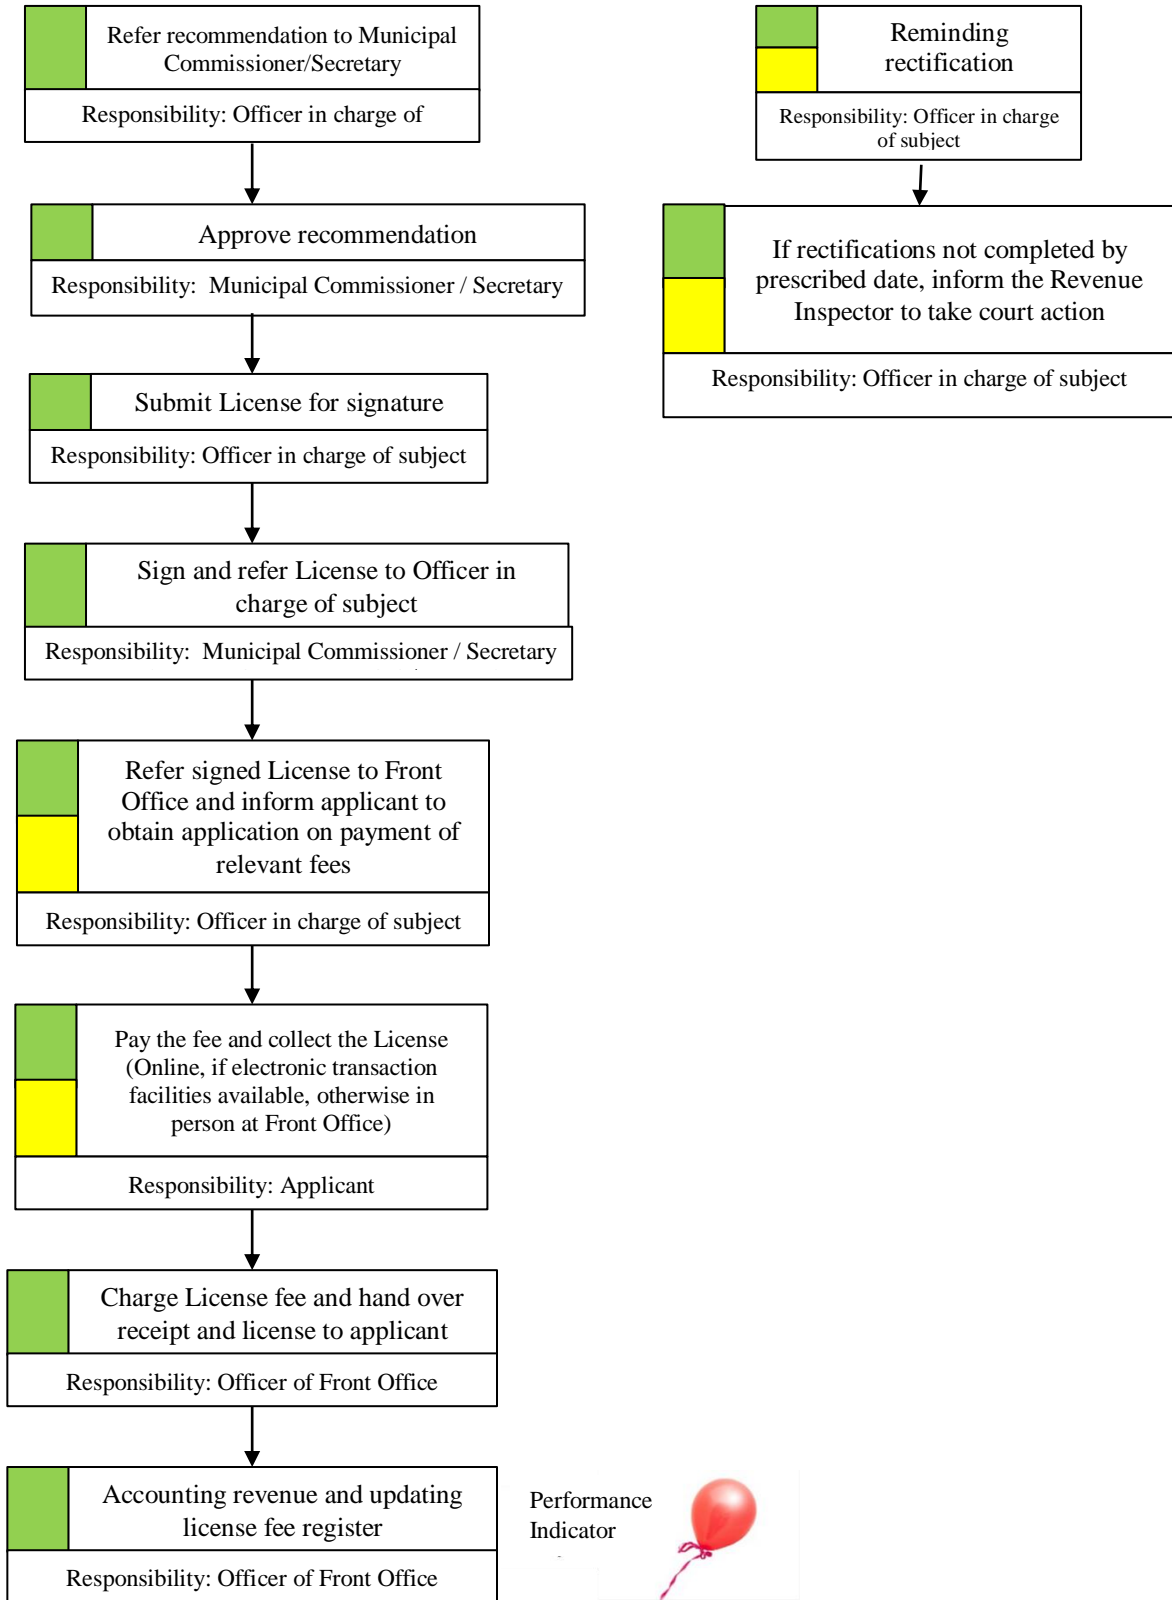 Refer recommendation to Municipal
Commissioner/Secretary
Responsibility: Officer in charge of
Approve recommendation
Responsibility: Municipal Commissioner / Secretary
Submit License for signature
Responsibility: Officer in charge of subject
Sign and refer License to Officer in
charge of subject
Responsibility: Municipal Commissioner / Secretary
Refer signed License to Front
Office and inform applicant to
obtain application on payment of
relevant fees
Responsibility: Officer in charge of subject
Pay the fee and collect the License
(Online, if electronic transaction
facilities available, otherwise in
person at Front Office)
Responsibility: Applicant
Charge License fee and hand over
receipt and license to applicant
Responsibility: Officer of Front Office
Accounting revenue and updating
license fee register
Responsibility: Officer of Front Office
Performance
Indicator
Reminding
rectification
Responsibility: Officer in charge
of subject
If rectifications not completed by
prescribed date, inform the Revenue
Inspector to take court action
Responsibility: Officer in charge of subject